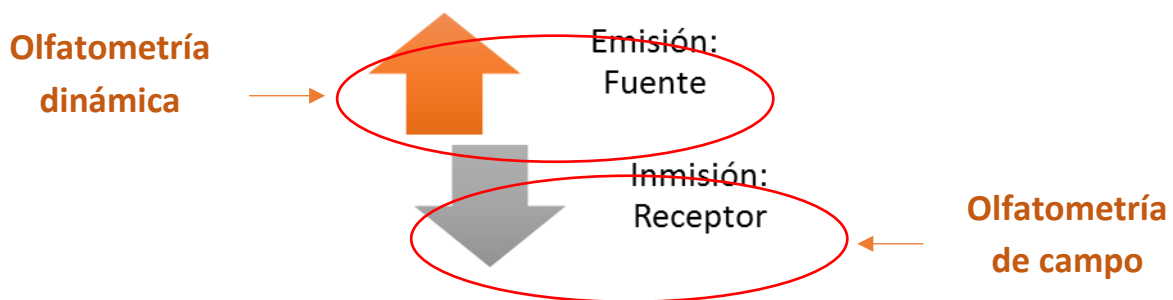 Olfatometría
dinámica
Emisión:
Fuente
Inmisión:
Receptor
Olfatometría
de campo